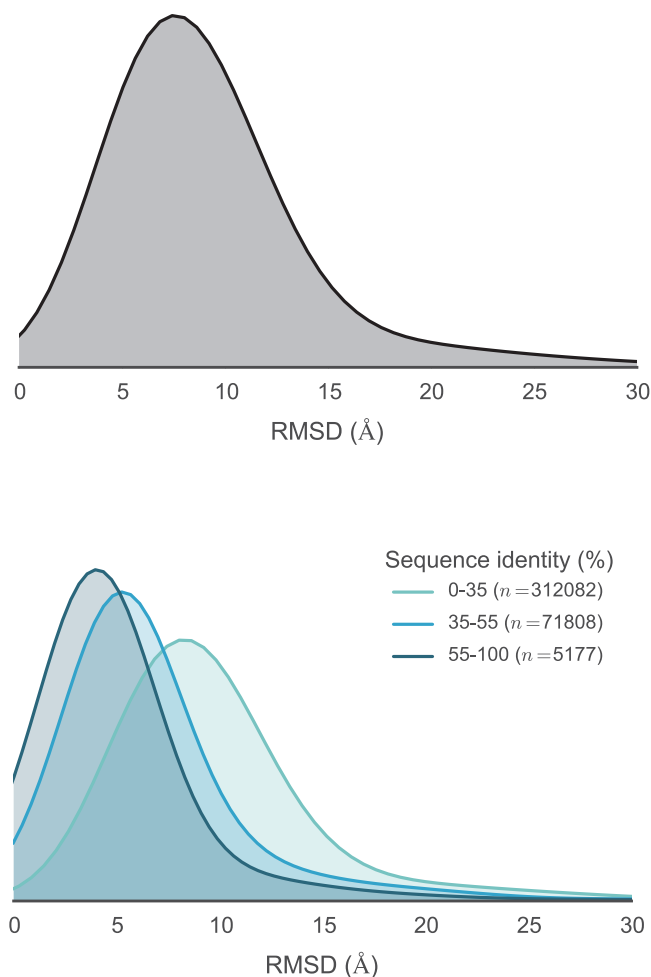 0 5 10 15 20 25 30
RMSD (Å)
Sequence identity (%)
0-35 (n=312082)
35-55 (n=71808)
55-100 (n=5177)
0 5 10 15 20 25 30
RMSD (Å)